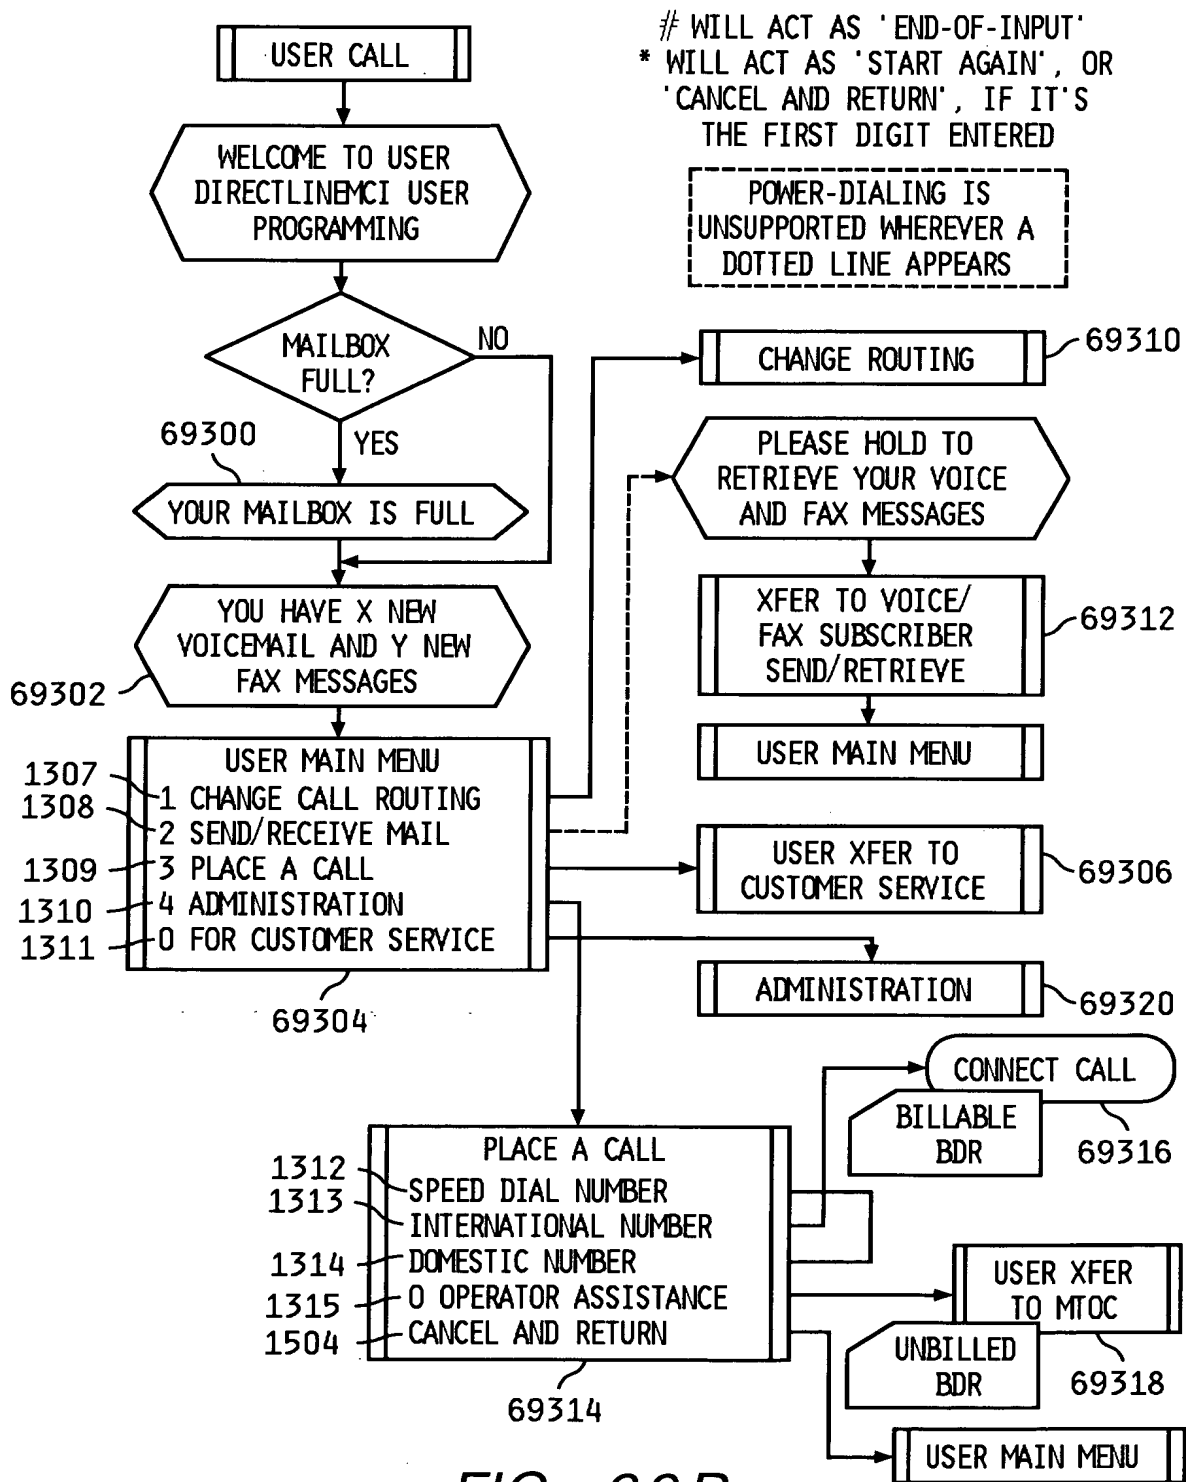 USER CALL
# WILL ACT AS 'END-OF-INPUT'
* WILL ACT AS 'START AGAIN', OR
'CANCEL AND RETURN', IF IT'S
THE FIRST DIGIT ENTERED
WELCOME TO USER
DIRECTLINEMCI USER
PROGRAMMING
POWER-DIALING IS
UNSUPPORTED WHEREVER A
DOTTED LINE APPEARS
MAILBOX
FULL?
NO
YES
69300
YOUR MAILBOX IS FULL
YOU HAVE X NEW
VOICEMAIL AND Y NEW
FAX MESSAGES
69302
CHANGE ROUTING
69310
PLEASE HOLD TO
RETRIEVE YOUR VOICE
AND FAX MESSAGES
XFER TO VOICE/
FAX SUBSCRIBER
SEND/RETRIEVE
69312
USER MAIN MENU
USER MAIN MENU
1307
1 CHANGE CALL ROUTING
1308
2 SEND/RECEIVE MAIL
1309
3 PLACE A CALL
1310
4 ADMINISTRATION
1311
0 FOR CUSTOMER SERVICE
69304
USER XFER TO
CUSTOMER SERVICE
69306
ADMINISTRATION
69320
CONNECT CALL
BILLABLE
BDR
69316
PLACE A CALL
1312
SPEED DIAL NUMBER
1313
INTERNATIONAL NUMBER
1314
DOMESTIC NUMBER
1315
0 OPERATOR ASSISTANCE
1504
CANCEL AND RETURN
69314
USER XFER
TO MTOC
UNBILLED
BDR
69318
USER MAIN MENU